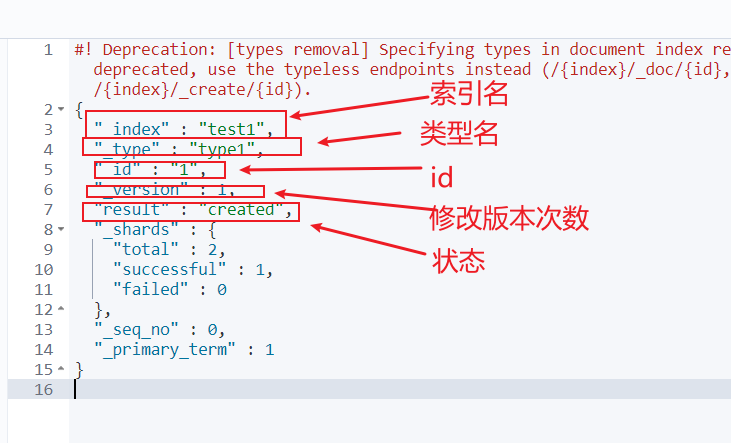 1 #! Deprecation: [types removal] Specifying types in document index re
deprecated, use the typeless endpoints instead (/{index}/_doc/{id},
/{index}/_create/{id}).
2 {
索引名
3 "_index" : "test1",
类型名
4 "_type" : "type1",
5 "_id" : "1",
id
6 "_version" : 1,
修改版本次数
7 "result" : "created",
8 "_shards" : {
状态
9 "total" : 2,
10 "successful" : 1,
11 "failed" : 0
12 },
13 "_seq_no" : 0,
14 "_primary_term" : 1
15 }
16